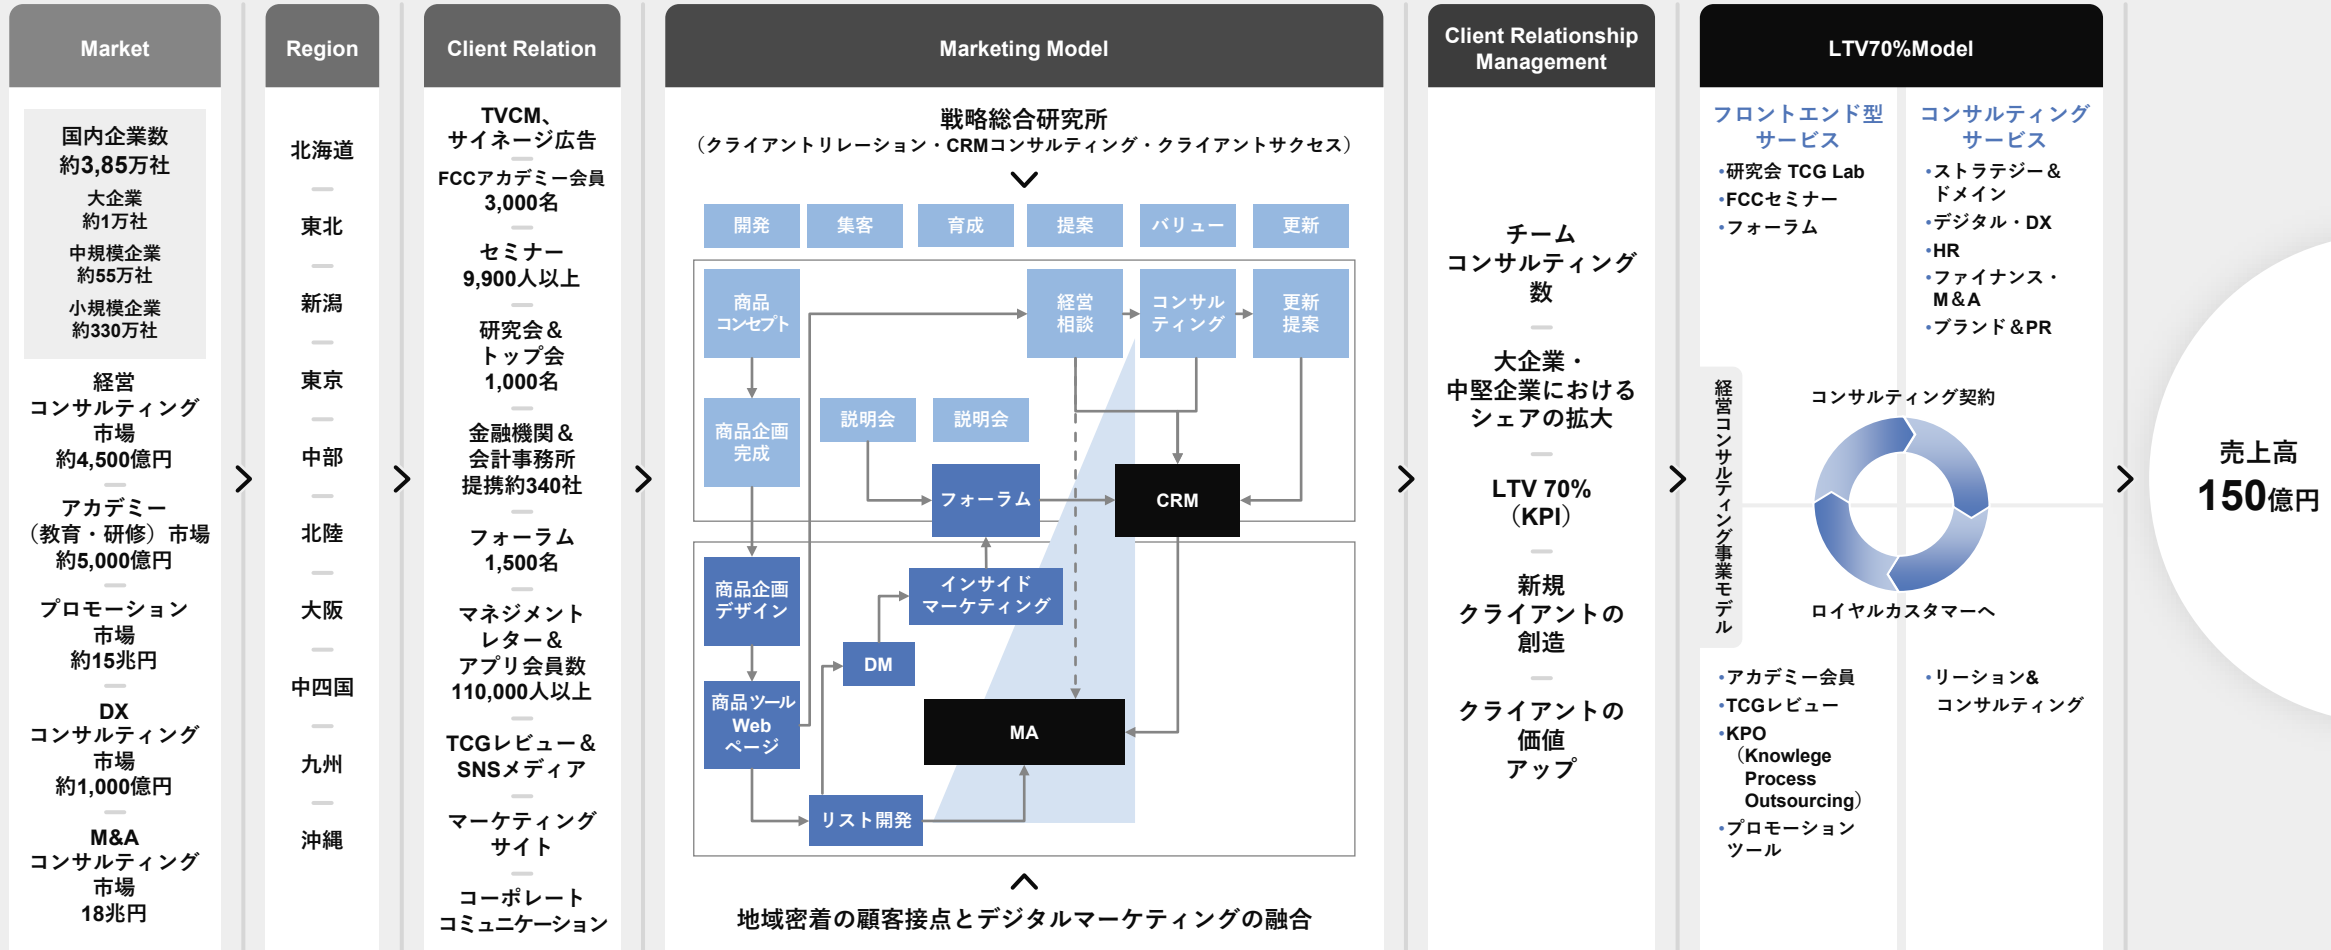 Market
国内企業数
約3,85万社
大企業
約1万社
中規模企業
約55万社
小規模企業
約330万社
経営
コンサルティング
市場
約4,500億円
アカデミー
（教育・研修）市場
約5,000億円
プロモーション
市場
約15兆円
DX
コンサルティング
市場
約1,000億円
M&A
コンサルティング
市場
18兆円
Region
北海道
東北
新潟
東京
中部
北陸
大阪
中四国
九州
沖縄
Client Relation
TVCM、
サイネージ広告
FCCアカデミー会員
3,000名
セミナー
9,900人以上
研究会＆
トップ会
1,000名
金融機関＆
会計事務所
提携約340社
フォーラム
1,500名
マネジメント
レター＆
アプリ会員数
110,000人以上
TCGレビュー＆
SNSメディア
マーケティング
サイト
コーポレート
コミュニケーション
Marketing Model
戦略総合研究所
（クライアントリレーション・CRMコンサルティング・クライアントサクセス）
開発
集客
育成
提案
バリュー
更新
商品
コンセプト
経営
相談
コンサル
ティング
更新
提案
商品企画
完成
説明会
説明会
フォーラム
CRM
商品企画
デザイン
インサイド
マーケティング
DM
商品ツール
Web
ページ
MA
リスト開発
地域密着の顧客接点とデジタルマーケティングの融合
Client Relationship
Management
チーム
コンサルティング
数
大企業・
中堅企業における
シェアの拡大
LTV 70%
（KPI）
新規
クライアントの
創造
クライアントの
価値
アップ
LTV70%Model
フロントエンド型
サービス
・研究会 TCG Lab
・FCCセミナー
・フォーラム
コンサルティング
サービス
・ストラテジー＆
ドメイン
・デジタル・DX
・HR
・ファイナンス・
M＆A
・ブランド＆PR
経営コンサルティング事業モデル
コンサルティング契約
ロイヤルカスタマーへ
・アカデミー会員
・TCGレビュー
・KPO
（Knowlege
Process
Outsourcing）
・プロモーション
ツール
・リーション&
コンサルティング
売上高
150億円